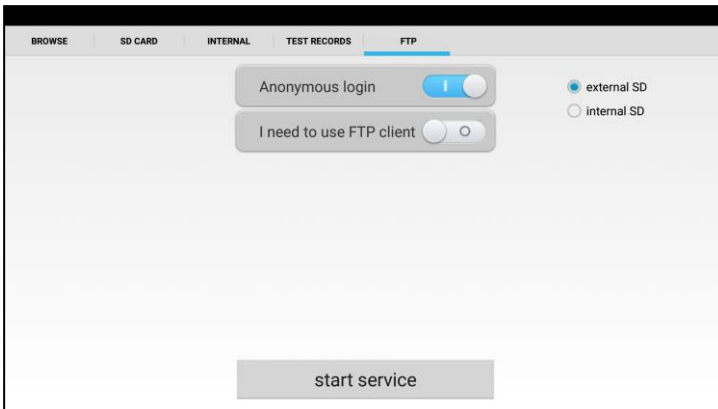 BROWSE SD CARD INTERNAL TEST RECORDS FTP
Anonymous login
external SD
internal SD
I need to use FTP client
start service